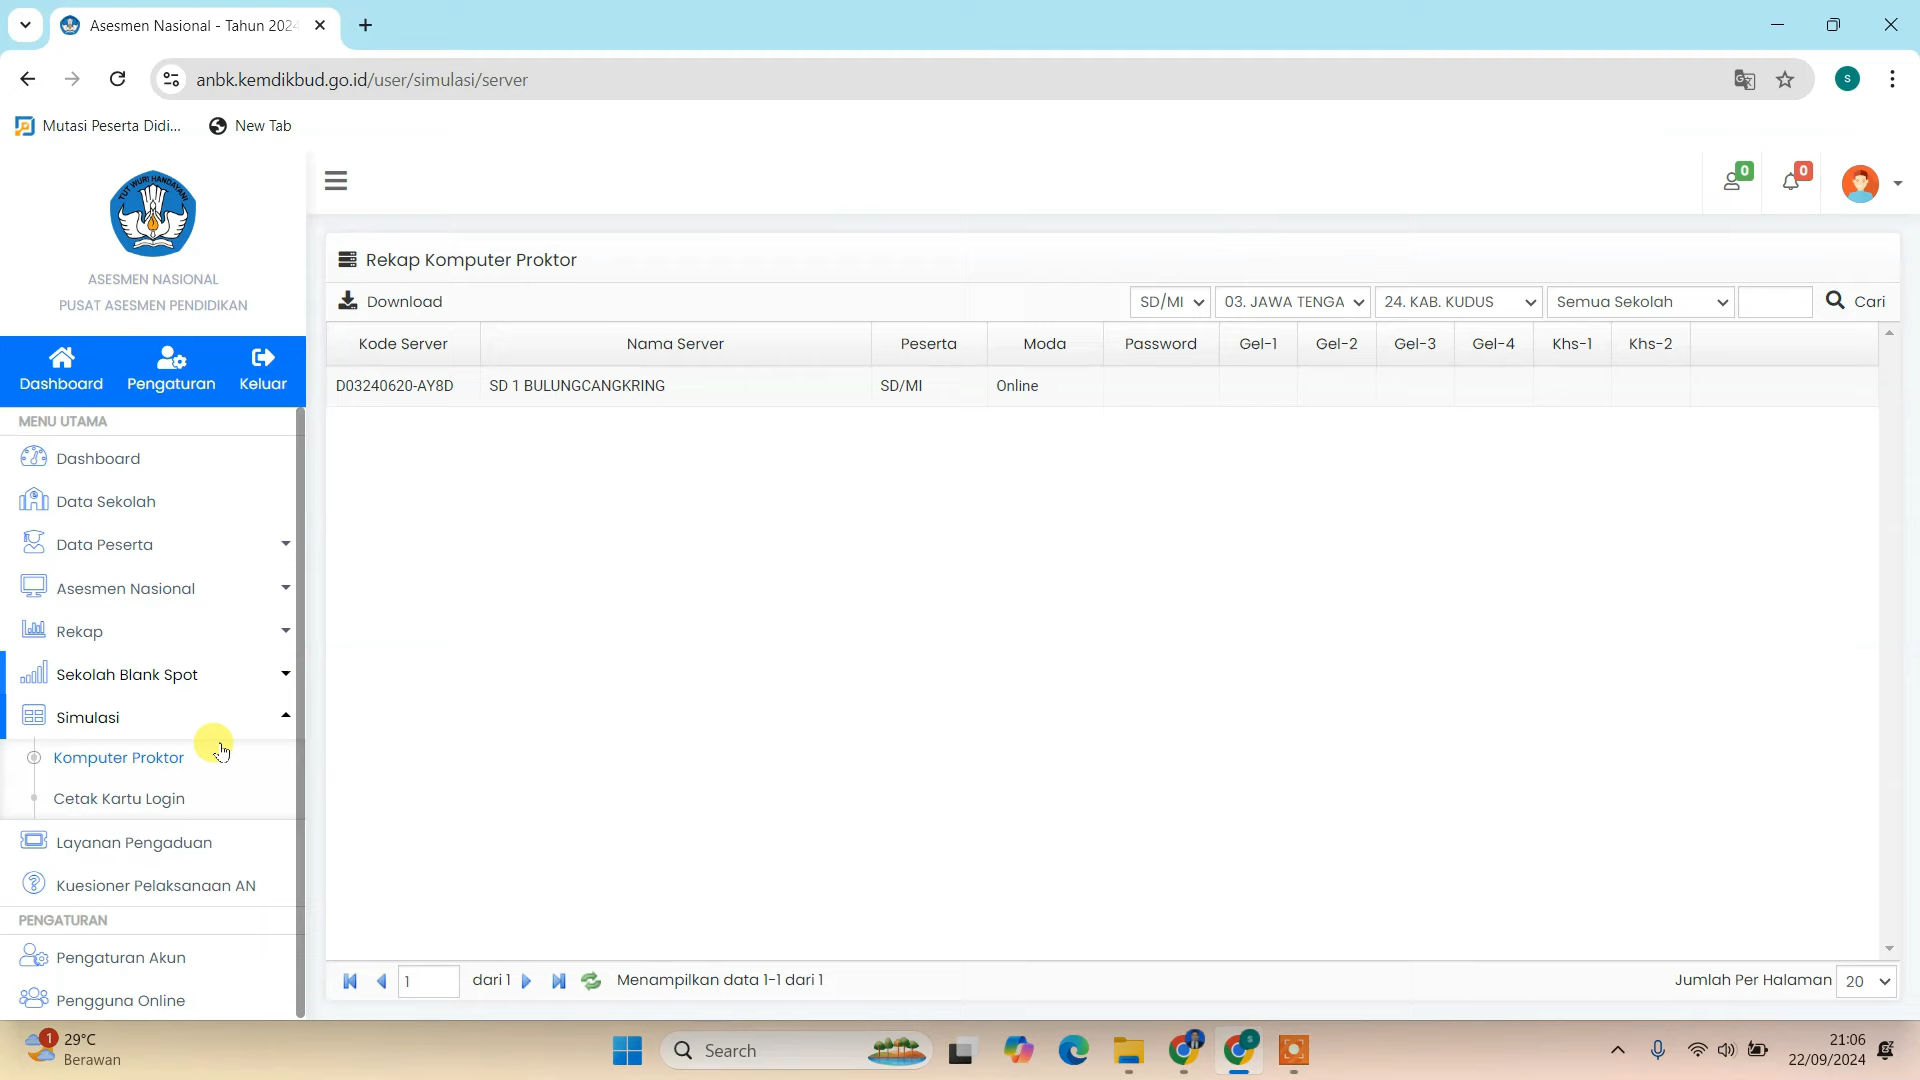 Asesmen Nasional - Tahun 2024
anbk.kemdikbud.go.id/user/simulasi/server
S
Mutasi Peserta Didi...
New Tab
TUT WURI HANDAYANI
ASESMEN NASIONAL
PUSAT ASESMEN PENDIDIKAN
0
0
Dashboard
Pengaturan
Keluar
Rekap Komputer Proktor
Download
SD/MI
03. JAWA TENGA
24. KAB. KUDUS
Semua Sekolah
Cari
Kode Server Nama Server Peserta Moda Password Gel-1 Gel-2 Gel-3 Gel-4 Khs-1 Khs-2
D03240620-AY8D SD 1 BULUNGCANGKRING SD/MI Online
MENU UTAMA
Dashboard
Data Sekolah
Data Peserta
Asesmen Nasional
Rekap
Sekolah Blank Spot
Simulasi
Komputer Proktor
Cetak Kartu Login
Layanan Pengaduan
Kuesioner Pelaksanaan AN
PENGATURAN
Pengaturan Akun
Pengguna Online
1 dari 1
Menampilkan data 1-1 dari 1
Jumlah Per Halaman 20
1
29°C
Berawan
Search
S
21:06
22/09/2024